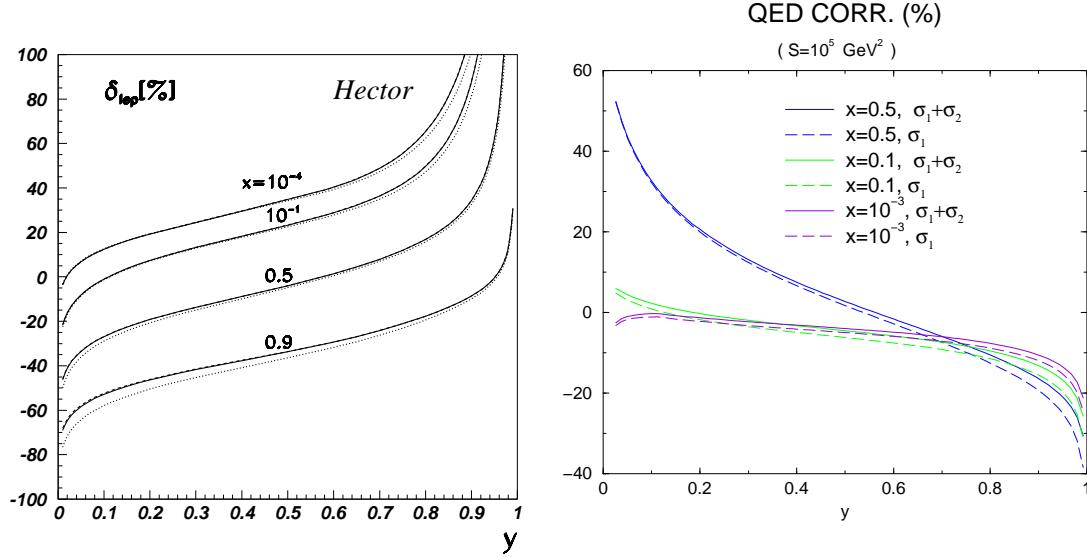 δlep[%]
Hector
x=10⁻⁴
10⁻¹
0.5
0.9
100
80
60
40
20
0
-20
-40
-60
-80
-100
0 0.1 0.2 0.3 0.4 0.5 0.6 0.7 0.8 0.9 1
y
QED CORR. (%)
( S=10⁵ GeV² )
x=0.5, σ₁+σ₂
x=0.5, σ₁
x=0.1, σ₁+σ₂
x=0.1, σ₁
x=10⁻³, σ₁+σ₂
x=10⁻³, σ₁
60
40
20
0
−20
−40
0 0.2 0.4 0.6 0.8 1
y